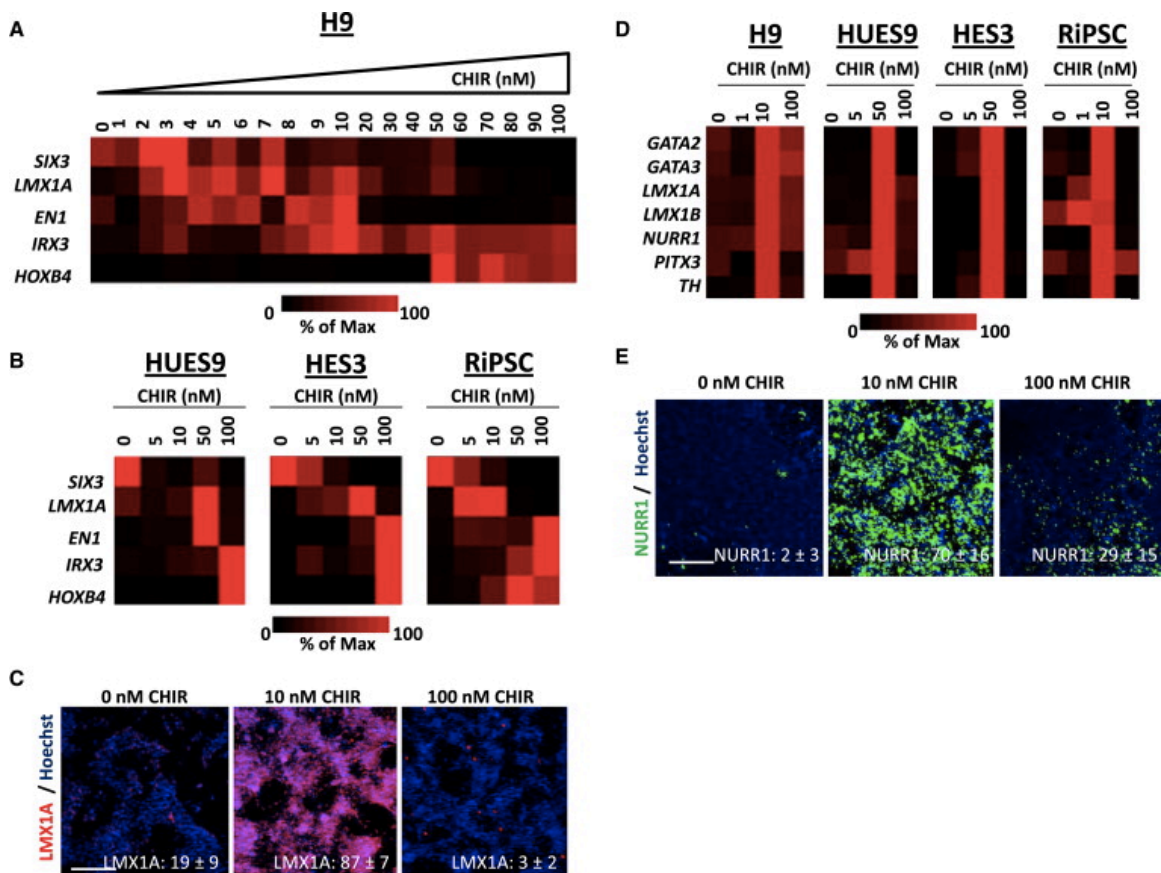 A
H9
CHIR (nM)
0 1 2 3 4 5 6 7 8 9 10 20 30 40 50 60 70 80 90 100
SIX3
LMX1A
EN1
IRX3
HOXB4
0 100
% of Max
B
HUES9 HES3 RiPSC
CHIR (nM) CHIR (nM) CHIR (nM)
0 5 10 50 100 0 5 10 50 100 0 5 10 50 100
SIX3
LMX1A
EN1
IRX3
HOXB4
0 100
% of Max
C
0 nM CHIR 10 nM CHIR 100 nM CHIR
LMX1A / Hoechst
LMX1A: 19 ± 9 LMX1A: 87 ± 7 LMX1A: 3 ± 2
D
H9 HUES9 HES3 RiPSC
CHIR (nM) CHIR (nM) CHIR (nM) CHIR (nM)
0 1 10 100 0 5 50 100 0 5 50 100 0 1 10 100
GATA2
GATA3
LMX1A
LMX1B
NURR1
PITX3
TH
0 100
% of Max
E
0 nM CHIR 10 nM CHIR 100 nM CHIR
NURR1 / Hoechst
NURR1: 2 ± 3 NURR1: 70 ± 16 NURR1: 29 ± 15